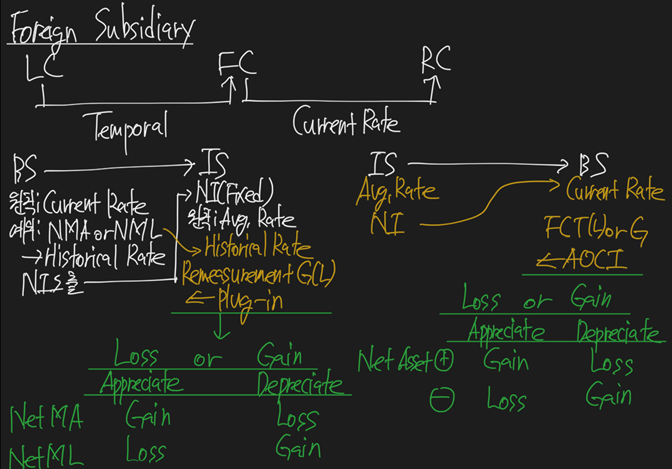 Foreign Subsidiary
LC FC RC
Temporal Current Rate
BS IS
원칙: Current Rate
예외: NMA or NML
→ Historical Rate
NI도출
NI(Fixed)
원칙: Avg. Rate
Historical Rate
Remeasurement G(L)
← Plug-in
Loss or Gain
Appreciate Depreciate
Net MA Gain Loss
Net ML Loss Gain
IS BS
Avg. Rate Current Rate
NI
FCT(L) or G
← AOCI
Loss or Gain
Appreciate Depreciate
Net Asset ⊕ Gain Loss
⊖ Loss Gain